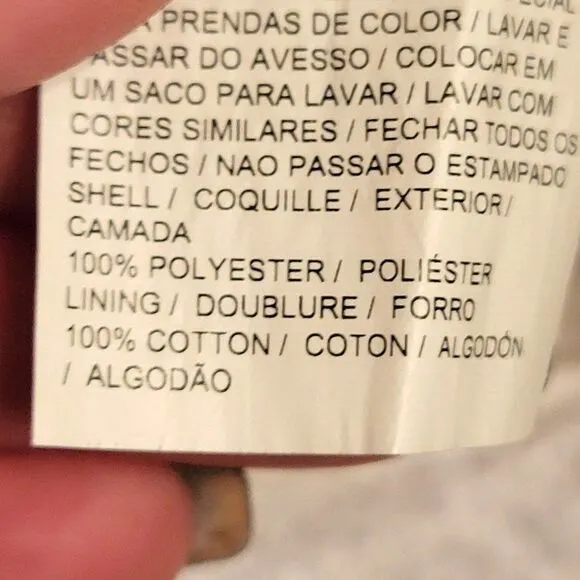 PRENDAS DE COLOR / LAVAR E
PASSAR DO AVESSO / COLOCAR EM
UM SACO PARA LAVAR / LAVAR COM
CORES SIMILARES / FECHAR TODOS OS
FECHOS / NAO PASSAR O ESTAMPADO
SHELL / COQUILLE / EXTERIOR /
CAMADA
100% POLYESTER / POLIÉSTER
LINING / DOUBLURE / FORRO
100% COTTON / COTON / ALGODÓN
/ ALGODÃO